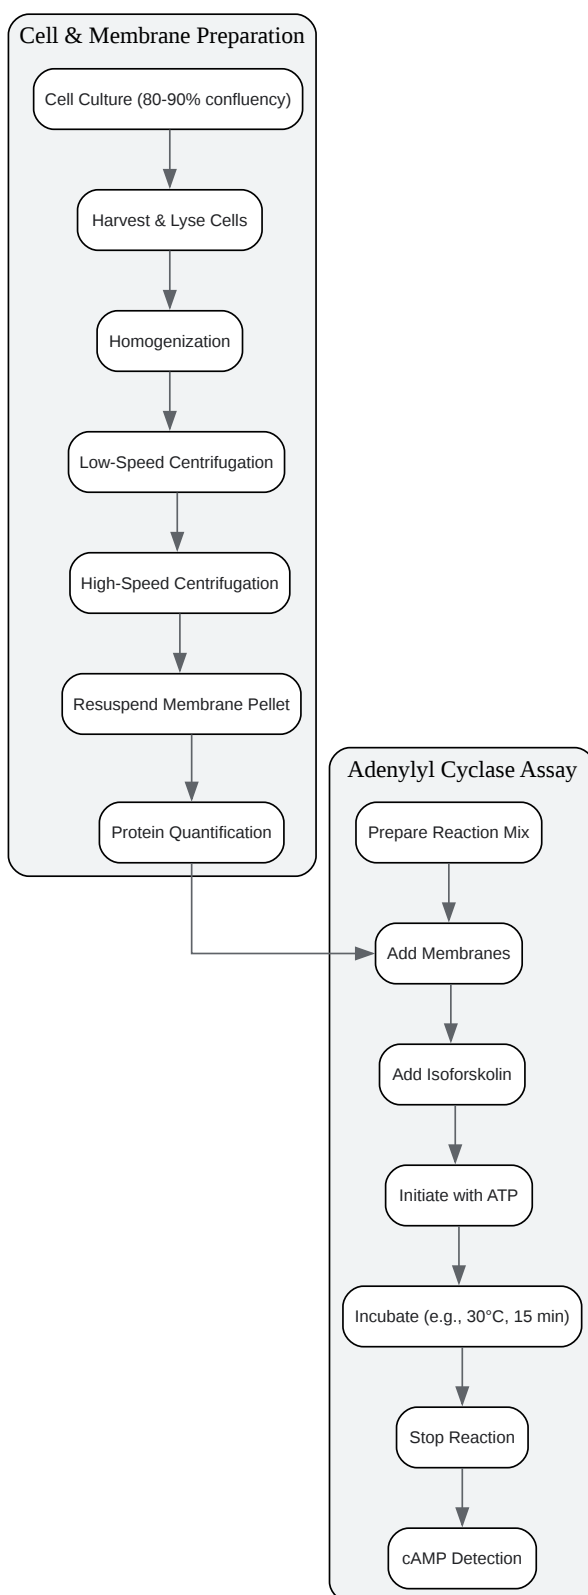 Cell & Membrane Preparation
Cell Culture (80-90% confluency)
Harvest & Lyse Cells
Homogenization
Low-Speed Centrifugation
High-Speed Centrifugation
Resuspend Membrane Pellet
Protein Quantification
Adenylyl Cyclase Assay
Prepare Reaction Mix
Add Membranes
Add Isoforskolin
Initiate with ATP
Incubate (e.g., 30°C, 15 min)
Stop Reaction
cAMP Detection